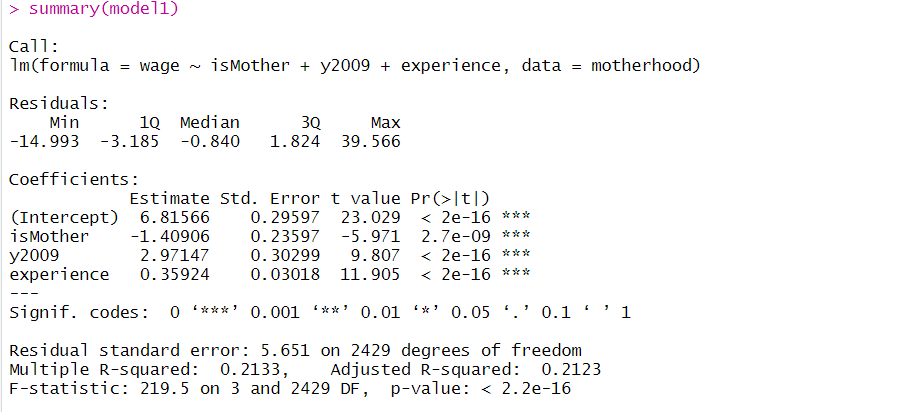 > summary(model1)
Call:
lm(formula = wage ~ isMother + y2009 + experience, data = motherhood)
Residuals:
    Min      1Q  Median      3Q     Max
-14.993  -3.185  -0.840   1.824  39.566
Coefficients:
            Estimate Std. Error t value Pr(>|t|)
(Intercept)  6.81566    0.29597  23.029  < 2e-16 ***
isMother    -1.40906    0.23597  -5.971  2.7e-09 ***
y2009        2.97147    0.30299   9.807  < 2e-16 ***
experience   0.35924    0.03018  11.905  < 2e-16 ***
---
Signif. codes:  0 ‘***’ 0.001 ‘**’ 0.01 ‘*’ 0.05 ‘.’ 0.1 ‘ ’ 1
Residual standard error: 5.651 on 2429 degrees of freedom
Multiple R-squared:  0.2133,    Adjusted R-squared:  0.2123
F-statistic: 219.5 on 3 and 2429 DF,  p-value: < 2.2e-16